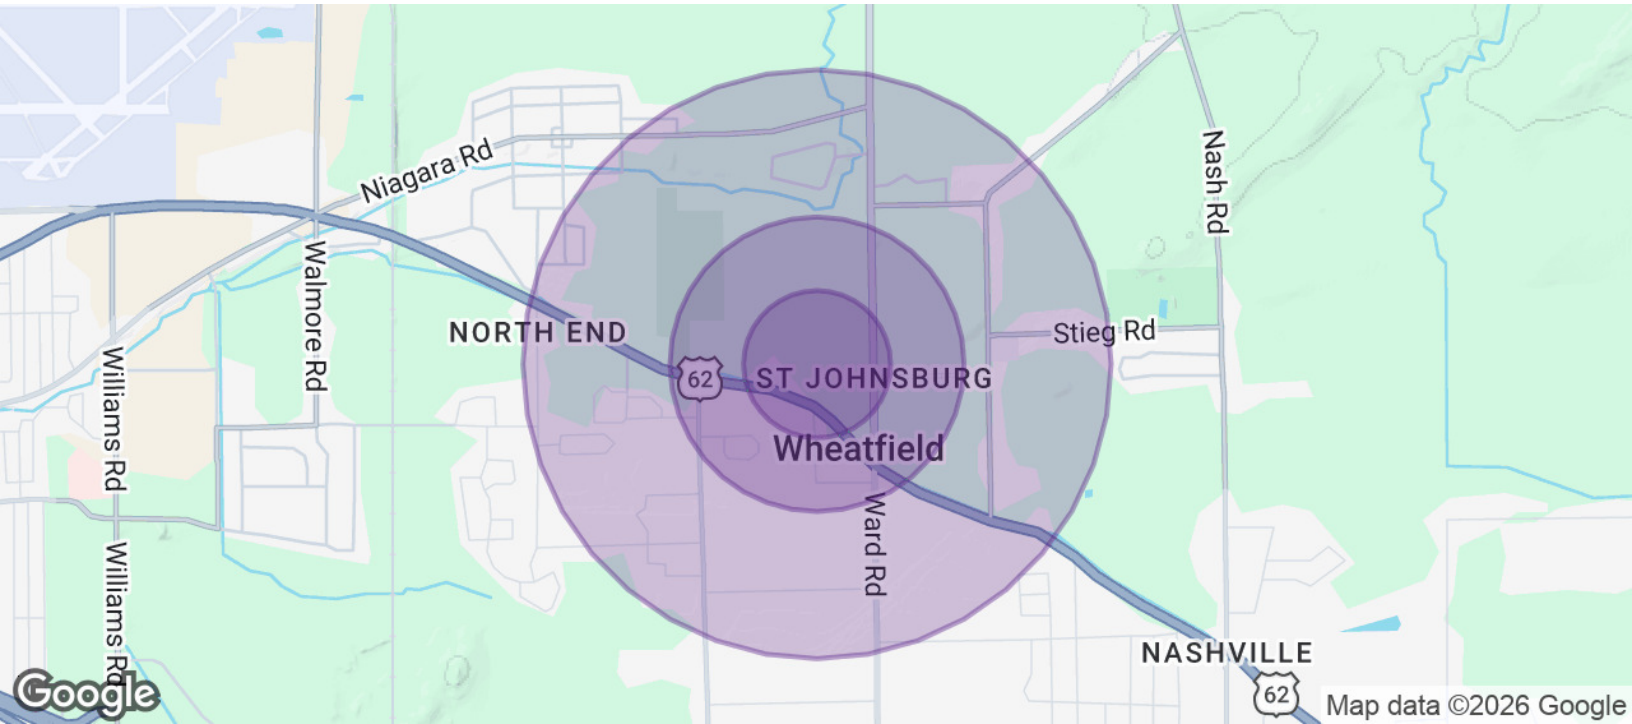 Niagara Rd
Nash Rd
Walmore Rd
NORTH END
Stieg Rd
62
ST JOHNSBURG
Williams Rd
Wheatfield
Ward Rd
Williams Rd
NASHVILLE
62
Google
Map data ©2026 Google